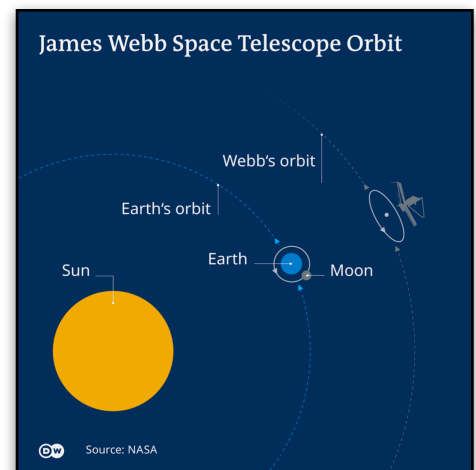 James Webb Space Telescope Orbit
Webb's orbit
Earth's orbit
Earth
Moon
Sun
DW
Source: NASA